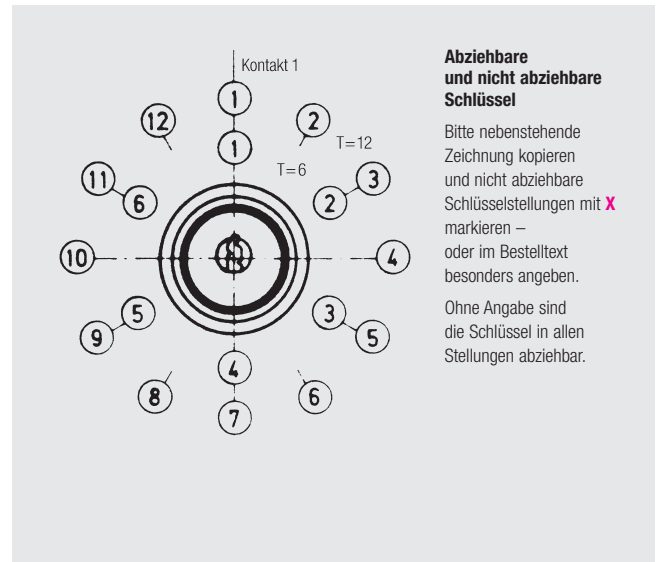 Kontakt 1
1
12
2
1
T=12
T=6
11
3
6
2
10
4
5
3
9
5
4
8
6
7
Abziehbare
und nicht abziehbare
Schlüssel
Bitte nebenstehende
Zeichnung kopieren
und nicht abziehbare
Schlüsselstellungen mit X
markieren –
oder im Bestelltext
besonders angeben.
Ohne Angabe sind
die Schlüssel in allen
Stellungen abziehbar.